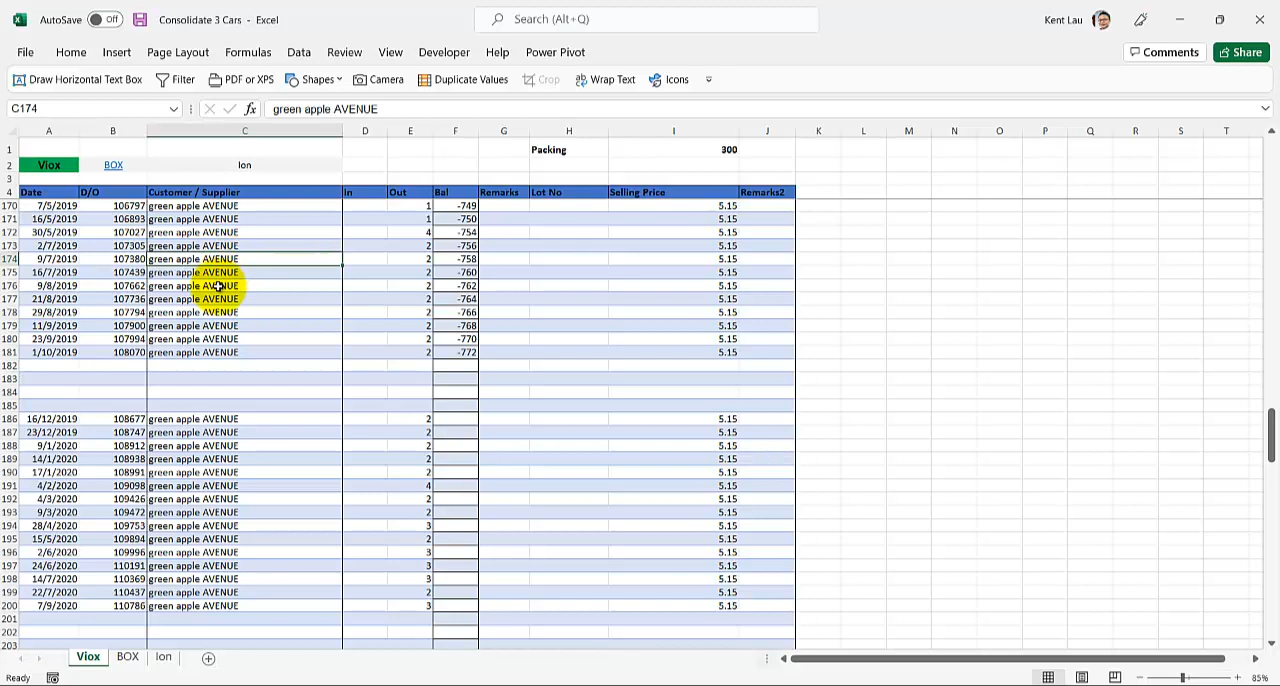 AutoSave Off Consolidate 3 Cars - Excel Search (Alt+Q) Kent Lau
File Home Insert Page Layout Formulas Data Review View Developer Help Power Pivot Comments Share
Draw Horizontal Text Box Filter PDF or XPS Shapes Camera Duplicate Values Crop Wrap Text Icons
C174 fx green apple AVENUE
A B C D E F G H I J K L M N O P Q R S T
1 Packing 300
2 Viox BOX Ion
3
4 Date D/O Customer / Supplier In Out Bal Remarks Lot No Selling Price Remarks2
170 7/5/2019 106797 green apple AVENUE 1 -749 5.15
171 16/5/2019 106893 green apple AVENUE 1 -750 5.15
172 30/5/2019 107027 green apple AVENUE 4 -754 5.15
173 2/7/2019 107305 green apple AVENUE 2 -756 5.15
174 9/7/2019 107380 green apple AVENUE 2 -758 5.15
175 16/7/2019 107439 green apple AVENUE 2 -760 5.15
176 9/8/2019 107662 green apple AVENUE 2 -762 5.15
177 21/8/2019 107736 green apple AVENUE 2 -764 5.15
178 29/8/2019 107794 green apple AVENUE 2 -766 5.15
179 11/9/2019 107900 green apple AVENUE 2 -768 5.15
180 23/9/2019 107994 green apple AVENUE 2 -770 5.15
181 1/10/2019 108070 green apple AVENUE 2 -772 5.15
182
183
184
185
186 16/12/2019 108677 green apple AVENUE 2 5.15
187 23/12/2019 108747 green apple AVENUE 2 5.15
188 9/1/2020 108912 green apple AVENUE 2 5.15
189 14/1/2020 108938 green apple AVENUE 2 5.15
190 17/1/2020 108991 green apple AVENUE 2 5.15
191 4/2/2020 109098 green apple AVENUE 4 5.15
192 4/3/2020 109426 green apple AVENUE 2 5.15
193 9/3/2020 109472 green apple AVENUE 2 5.15
194 28/4/2020 109753 green apple AVENUE 3 5.15
195 15/5/2020 109894 green apple AVENUE 2 5.15
196 2/6/2020 109996 green apple AVENUE 3 5.15
197 24/6/2020 110191 green apple AVENUE 3 5.15
198 14/7/2020 110369 green apple AVENUE 3 5.15
199 22/7/2020 110437 green apple AVENUE 2 5.15
200 7/9/2020 110786 green apple AVENUE 3 5.15
201
202
203
Viox BOX Ion
Ready 85%